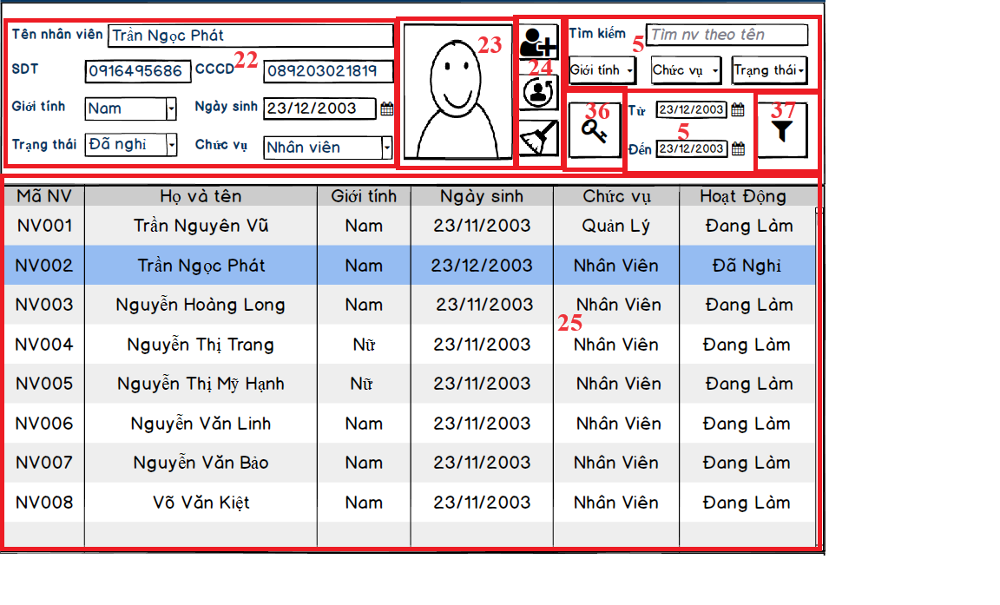 Tên nhân viên Trần Ngọc Phát
SDT 0916495686 CCCD 22 089203021819
Giới tính Nam Ngày sinh 23/12/2003
Trạng thái Đã nghỉ Chức vụ Nhân viên
23
24
Tìm kiếm 5 Tìm nv theo tên
Giới tính Chức vụ Trạng thái
36
Từ 23/12/2003
5
Đến 23/12/2003
37
Mã NV Họ và tên Giới tính Ngày sinh Chức vụ Hoạt Động
NV001 Trần Nguyên Vũ Nam 23/11/2003 Quản Lý Đang Làm
NV002 Trần Ngọc Phát Nam 23/12/2003 Nhân Viên Đã Nghỉ
NV003 Nguyễn Hoàng Long Nam 23/11/2003 Nhân Viên Đang Làm
25
NV004 Nguyễn Thị Trang Nữ 23/11/2003 Nhân Viên Đang Làm
NV005 Nguyễn Thị Mỹ Hạnh Nữ 23/11/2003 Nhân Viên Đang Làm
NV006 Nguyễn Văn Linh Nam 23/11/2003 Nhân Viên Đang Làm
NV007 Nguyễn Văn Bảo Nam 23/11/2003 Nhân Viên Đang Làm
NV008 Võ Văn Kiệt Nam 23/11/2003 Nhân Viên Đang Làm